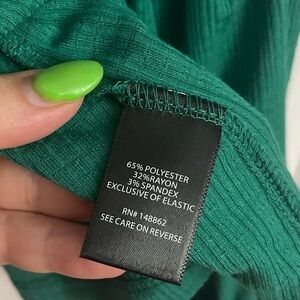 65% POLYESTER
32%RAYON
3% SPANDEX
EXCLUSIVE OF ELASTIC
RN# 148862
SEE CARE ON REVERSE